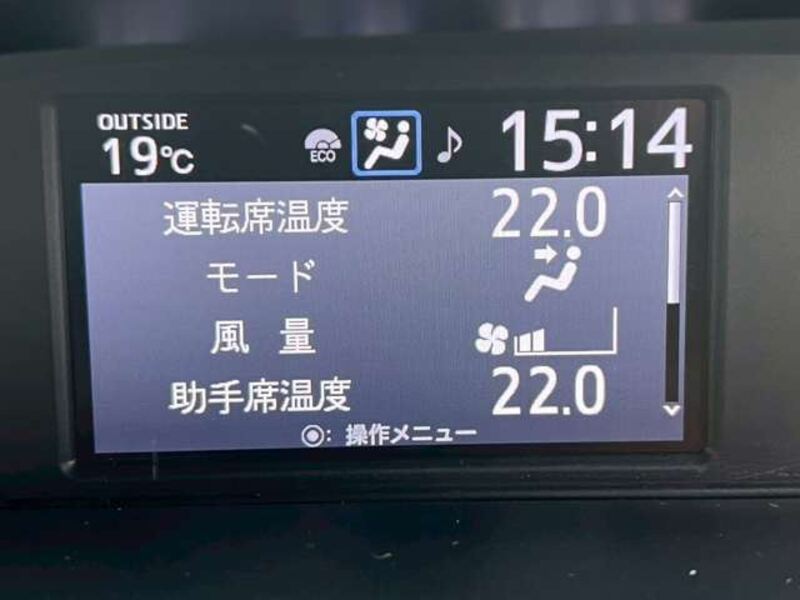 OUTSIDE
19℃
ECO
15:14
運転席温度 22.0
モード
風 量
助手席温度 22.0
◉: 操作メニュー